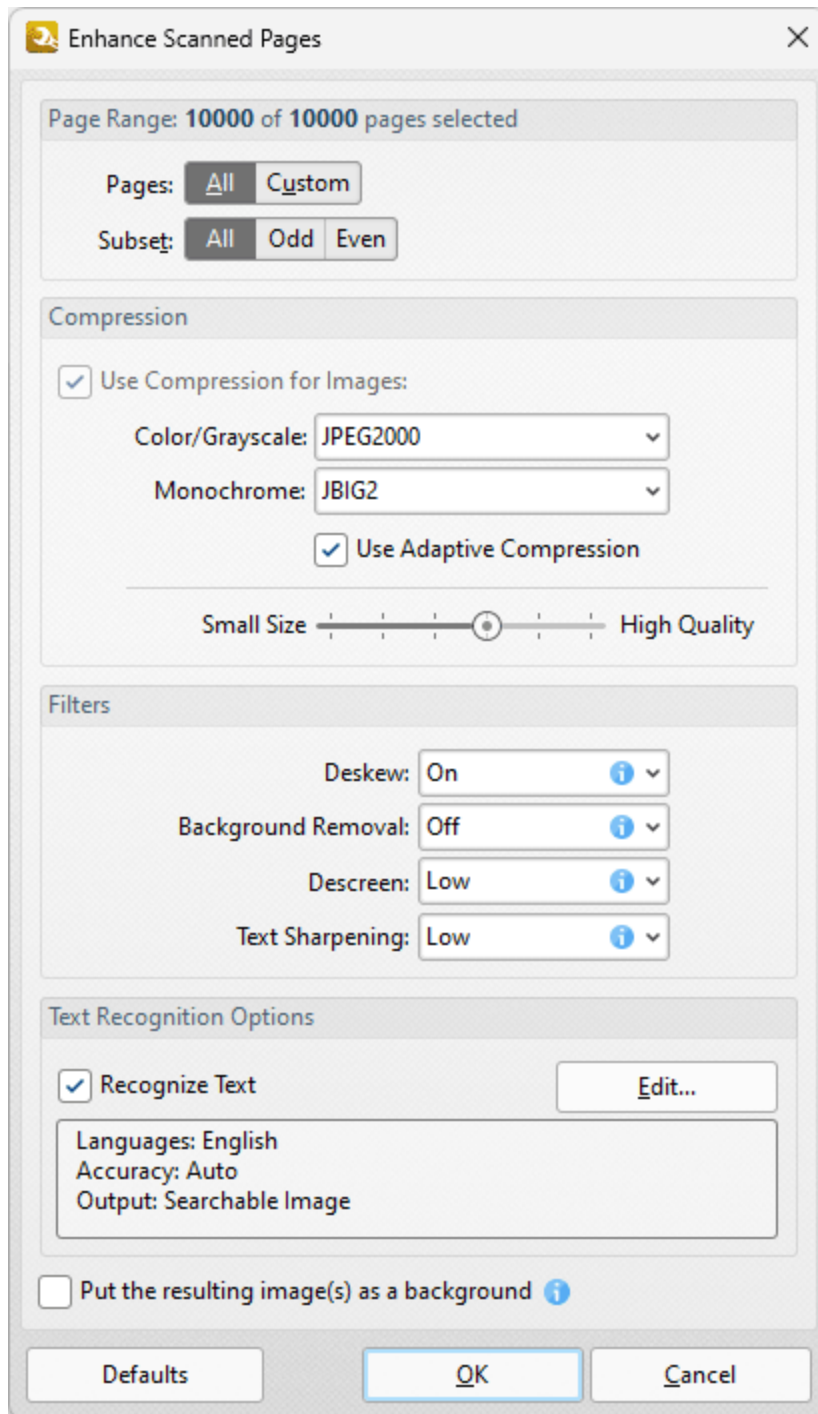 Enhance Scanned Pages
Page Range: 10000 of 10000 pages selected
Pages: All Custom
Subset: All Odd Even
Compression
Use Compression for Images:
Color/Grayscale: JPEG2000
Monochrome: JBIG2
Use Adaptive Compression
Small Size High Quality
Filters
Deskew: On
Background Removal: Off
Descreen: Low
Text Sharpening: Low
Text Recognition Options
Recognize Text Edit...
Languages: English
Accuracy: Auto
Output: Searchable Image
Put the resulting image(s) as a background
Defaults OK Cancel